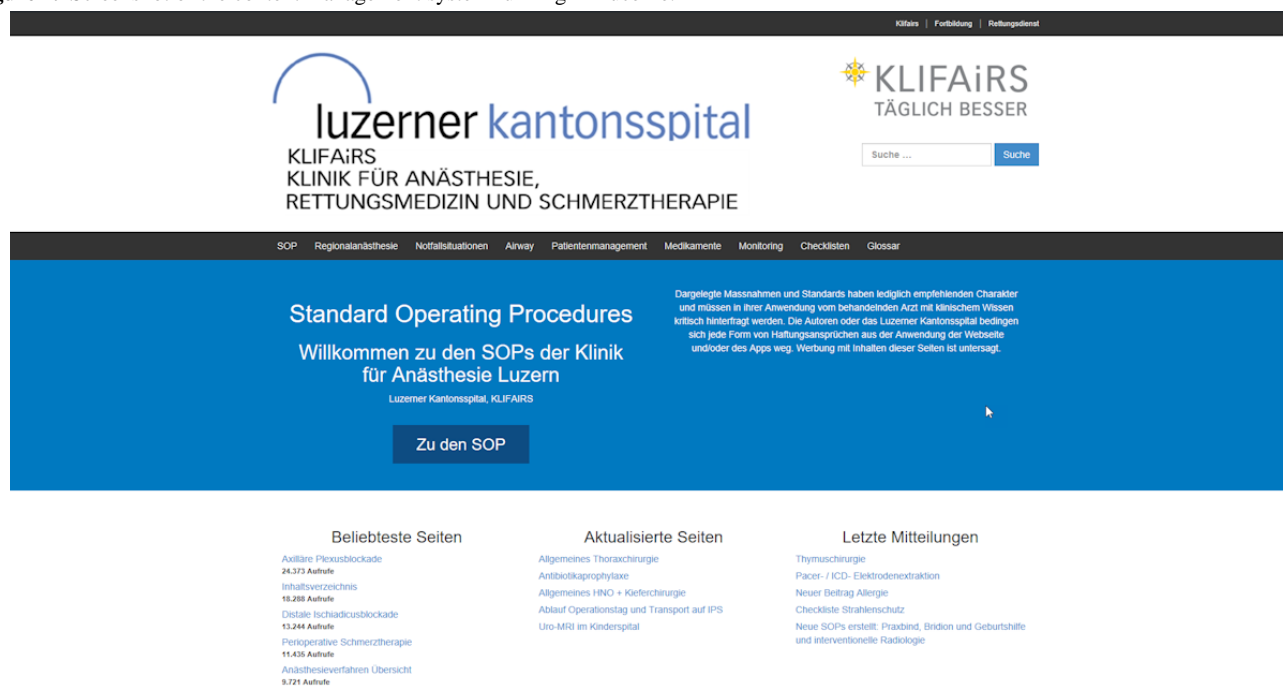 Klifairs | Fortbildung | Rettungsdienst
luzerner kantonsspital
KLIFAiRS
KLINIK FÜR ANÄSTHESIE,
RETTUNGSMEDIZIN UND SCHMERZTHERAPIE
KLIFAiRS
TÄGLICH BESSER
Suche ...
Suche
SOP Regionalanästhesie Notfallsituationen Airway Patientenmanagement Medikamente Monitoring Checklisten Glossar
Standard Operating Procedures
Willkommen zu den SOPs der Klinik
für Anästhesie Luzern
Luzerner Kantonsspital, KLIFAIRS
Zu den SOP
Dargelegte Massnahmen und Standards haben lediglich empfehlenden Charakter
und müssen in ihrer Anwendung vom behandelnden Arzt mit klinischem Wissen
kritisch hinterfragt werden. Die Autoren oder das Luzerner Kantonsspital bedingen
sich jede Form von Haftungsansprüchen aus der Anwendung der Webseite
und/oder des Apps weg. Werbung mit Inhalten dieser Seiten ist untersagt.
Beliebteste Seiten
Axilläre Plexusblockade
24.373 Aufrufe
Inhaltsverzeichnis
18.288 Aufrufe
Distale Ischiadicusblockade
13.244 Aufrufe
Perioperative Schmerztherapie
11.435 Aufrufe
Anästhesieverfahren Übersicht
9.721 Aufrufe
Aktualisierte Seiten
Allgemeines Thoraxchirurgie
Antibiotikaprophylaxe
Allgemeines HNO + Kieferchirurgie
Ablauf Operationstag und Transport auf IPS
Uro-MRI im Kinderspital
Letzte Mitteilungen
Thymuschirurgie
Pacer- / ICD- Elektrodenextraktion
Neuer Beitrag Allergie
Checkliste Strahlenschutz
Neue SOPs erstellt: Praxbind, Bridion und Geburtshilfe
und interventionelle Radiologie